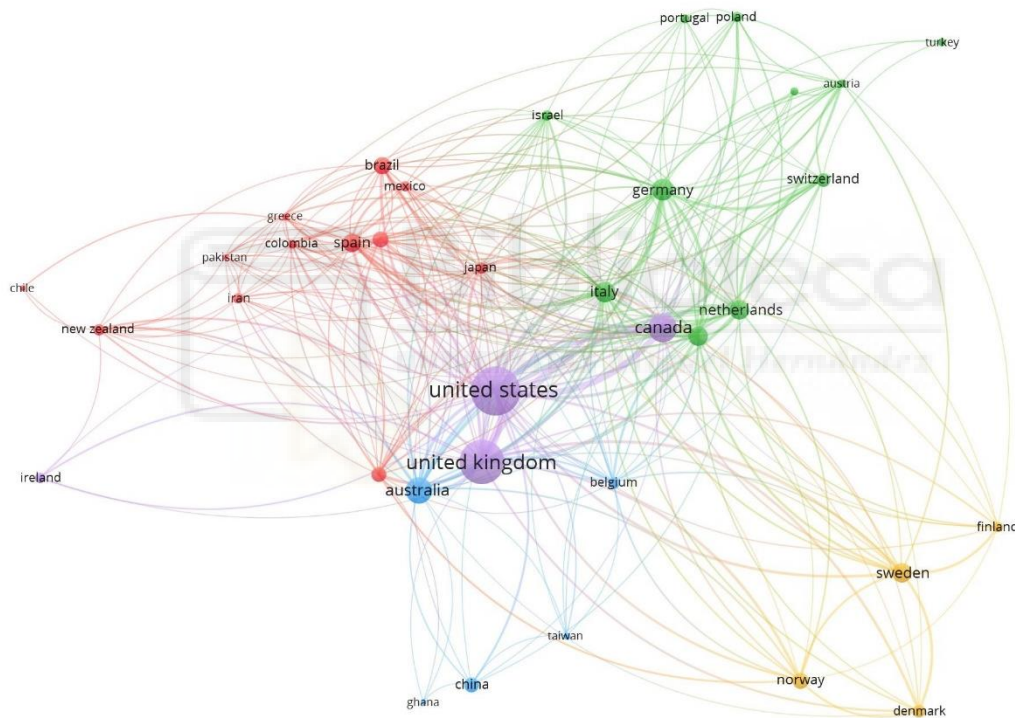 portugal
poland
turkey
austria
israel
brazil
mexico
germany
switzerland
greece
colombia
spain
pakistan
japan
chile
iran
italy
netherlands
new zealand
canada
united states
united kingdom
ireland
australia
belgium
finland
sweden
taiwan
norway
china
ghana
denmark